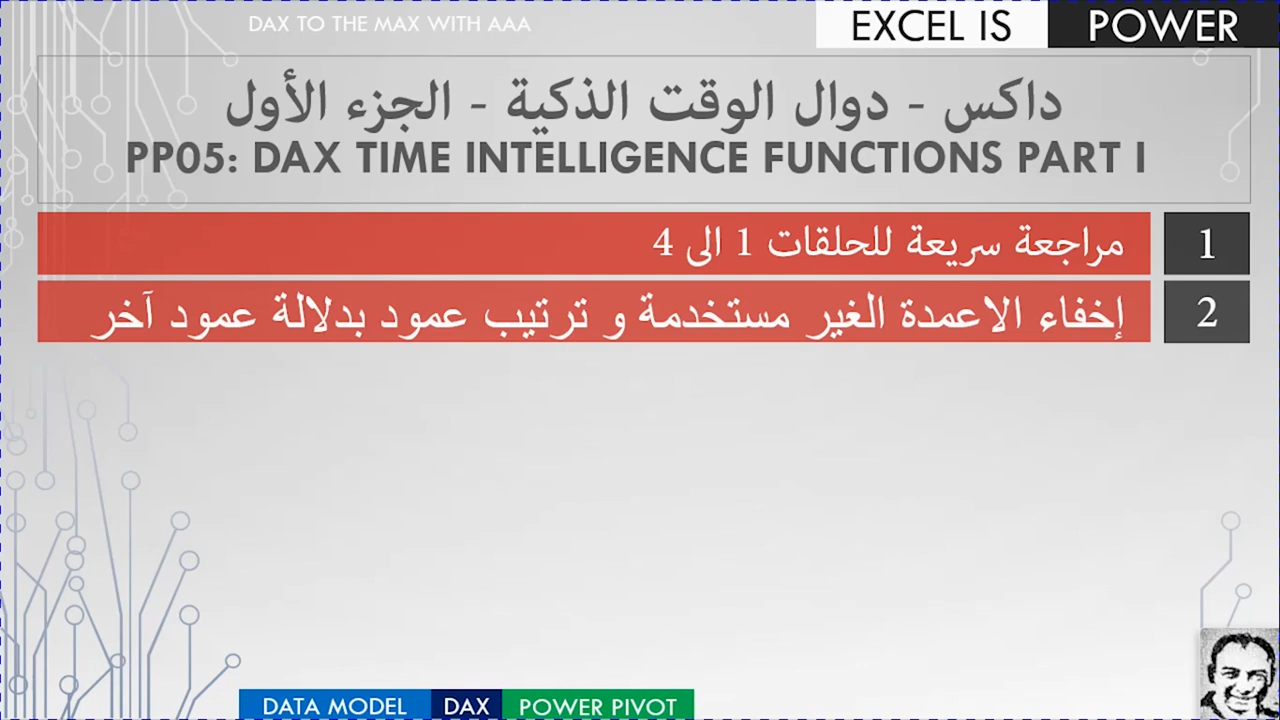 DAX TO THE MAX WITH AAA
EXCEL IS POWER
داكس - دوال الوقت الذكية - الجزء الأول
PP05: DAX TIME INTELLIGENCE FUNCTIONS PART I
1 مراجعة سريعة للحلقات 1 الى 4
2 إخفاء الاعمدة الغير مستخدمة و ترتيب عمود بدلالة عمود آخر
DATA MODEL DAX POWER PIVOT